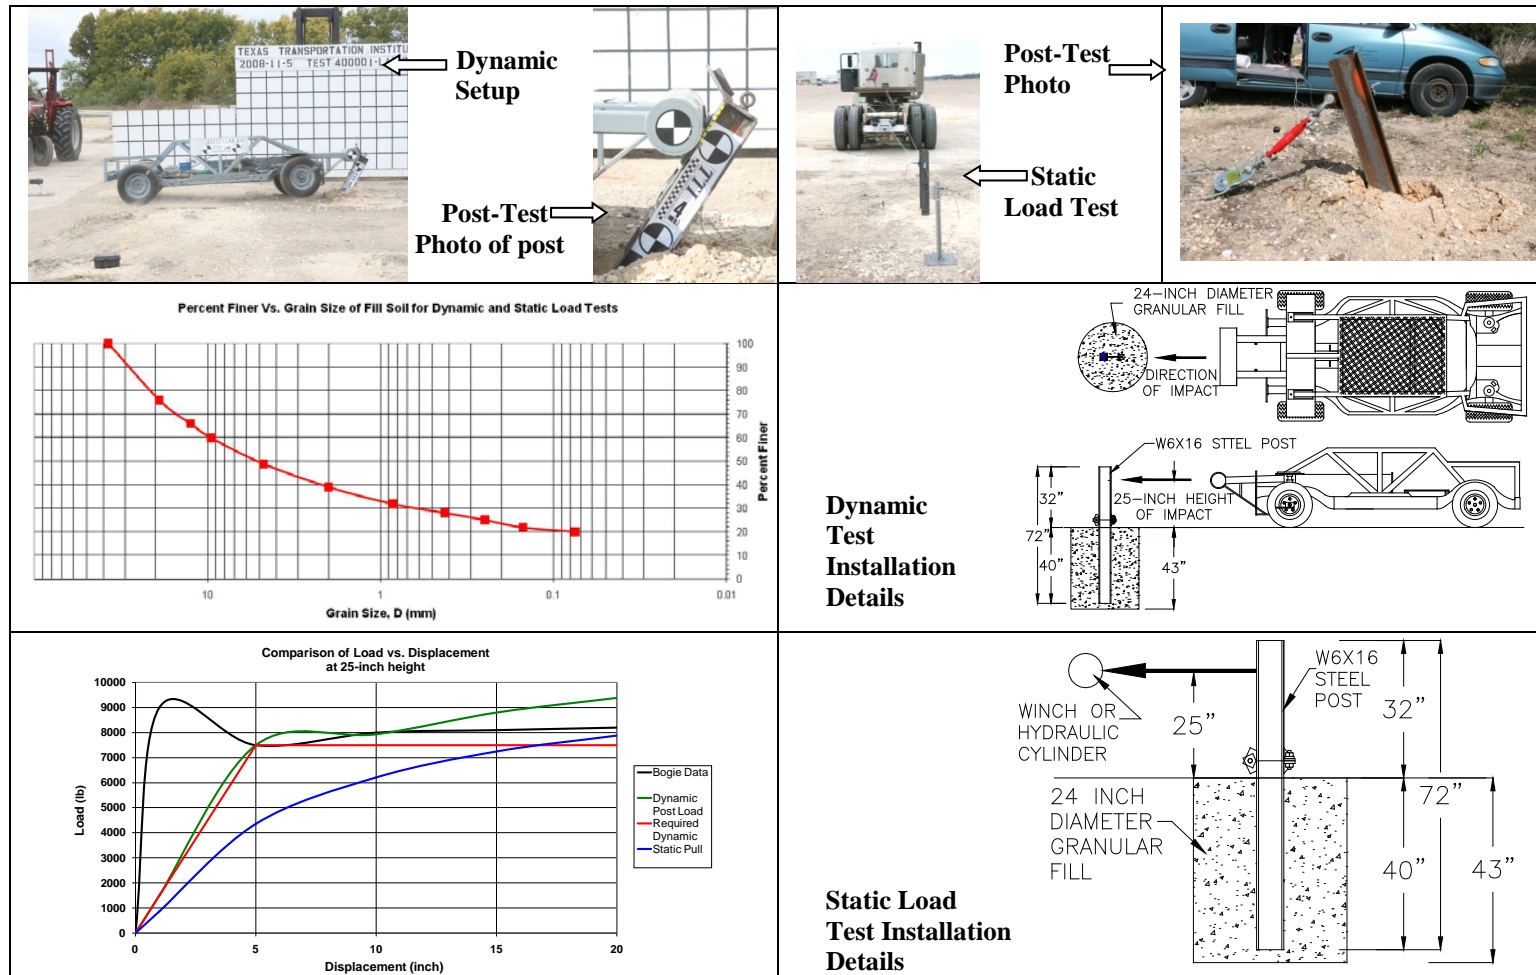 TEXAS TRANSPORTATION INSTITU
2008-11-5 TEST 400001-
Dynamic
Setup
Post-Test
Photo of post
TTI
4
Static
Load Test
Post-Test
Photo
Percent Finer Vs. Grain Size of Fill Soil for Dynamic and Static Load Tests
100
90
80
70
60
50
40
30
20
10
0
Percent Finer
10
1
0.1
0.01
Grain Size, D (mm)
24-INCH DIAMETER
GRANULAR FILL
DIRECTION
OF IMPACT
W6X16 STTEL POST
32"
25-INCH HEIGHT
OF IMPACT
72"
40"
43"
Dynamic
Test
Installation
Details
Comparison of Load vs. Displacement
at 25-inch height
10000
9000
8000
7000
6000
5000
4000
3000
2000
1000
0
Load (lb)
0
5
10
15
20
Displacement (inch)
Bogie Data
Dynamic
Post Load
Required
Dynamic
Static Pull
W6X16
STEEL
POST
32"
WINCH OR
HYDRAULIC
CYLINDER
25"
24 INCH
DIAMETER
GRANULAR
FILL
72"
40"
43"
Static Load
Test Installation
Details